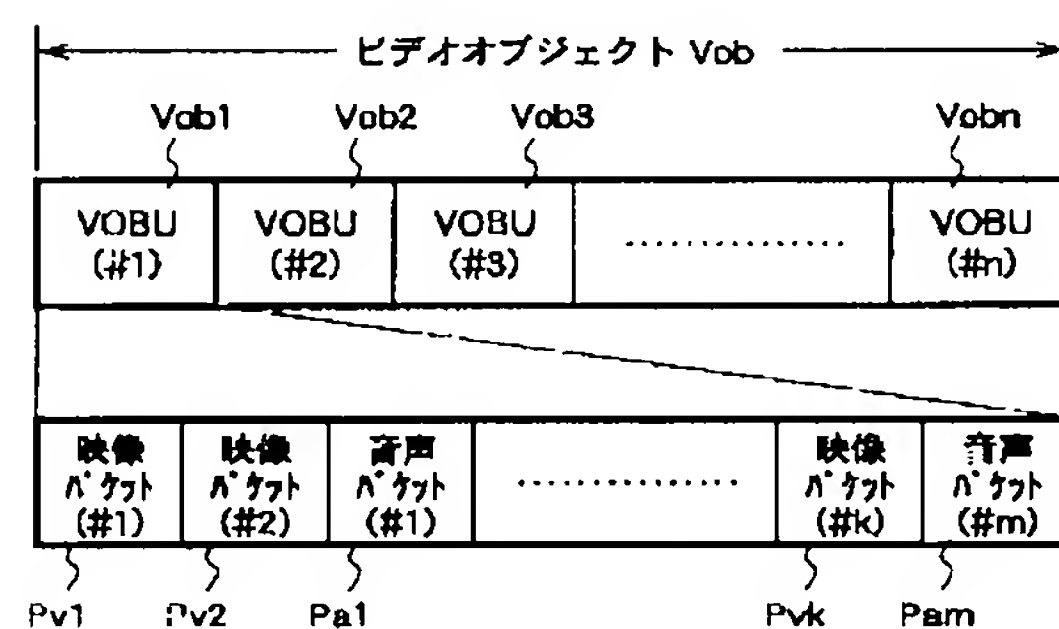 ビデオオブジェクト Vob
Vob1 Vob2 Vob3 Vobn
VOBU VOBU VOBU VOBU
(#1) (#2) (#3) ‥‥‥‥‥‥ (#n)
映像 映像 音声 映像 音声
パケット パケット パケット ‥‥‥‥‥‥ パケット パケット
(#1) (#2) (#1) (#k) (#m)
Pv1 Pv2 Pa1 Pvk Pam